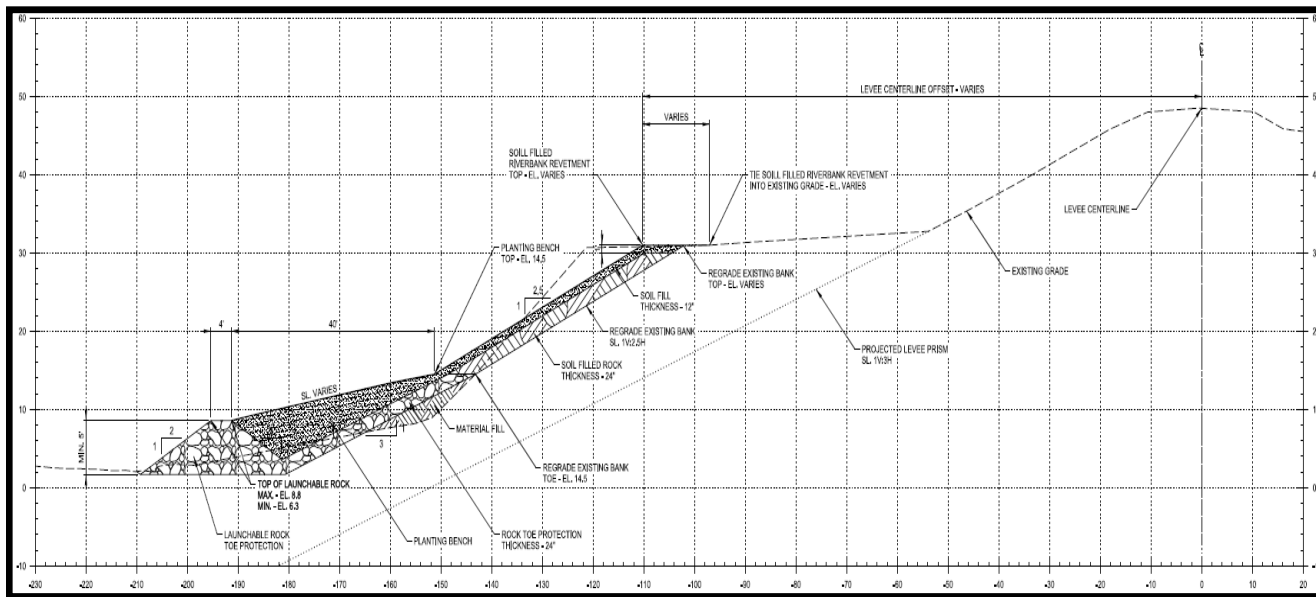 60
50
40
30
20
10
0
-10
LEVEE CENTERLINE OFFSET - VARIES
VARIES
SOILL FILLED
RIVERBANK REVETMENT
TOP - EL. VARIES
TIE SOIL FILLED RIVERBANK REVETMENT
INTO EXISTING GRADE - EL. VARIES
LEVEE CENTERLINE
PLANTING BENCH
TOP - EL. 14.5
REGRADE EXISTING BANK
TOP - EL. VARIES
EXISTING GRADE
2.5
1
SOIL FILL
THICKNESS - 12"
REGRADE EXISTING BANK
SL. 1V:2.5H
PROJECTED LEVEE PRISM
SL. 1V:3H
SOIL FILLED ROCK
THICKNESS - 24"
4'
40'
SL. VARIES
MIN. 5'
2
1
3
1
MATERIAL FILL
REGRADE EXISTING BANK
TOE - EL. 14.5
TOP OF LAUNCHABLE ROCK
MAX. - EL. 8.8
MIN. - EL. 6.3
LAUNCHABLE ROCK
TOE PROTECTION
PLANTING BENCH
ROCK TOE PROTECTION
THICKNESS - 24"
-230 -220 -210 -200 -190 -180 -170 -160 -150 -140 -130 -120 -110 -100 -90 -80 -70 -60 -50 -40 -30 -20 -10 0 10 20